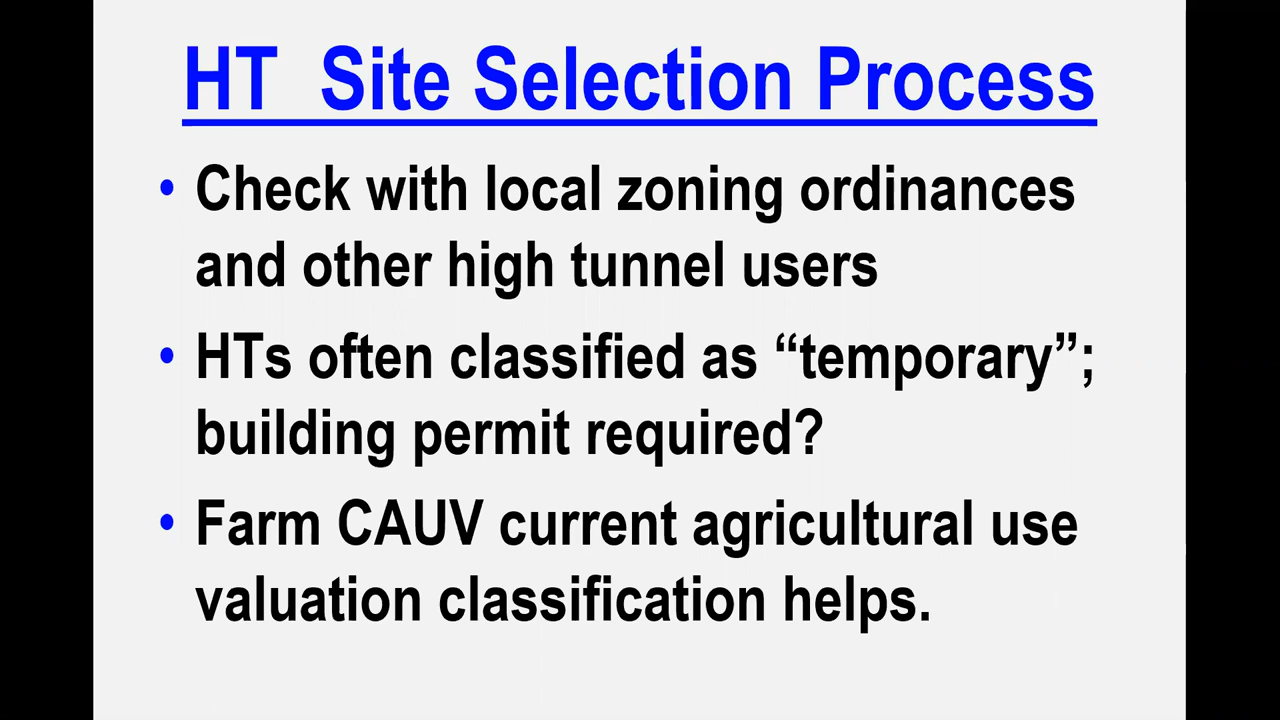 HT  Site Selection Process
• Check with local zoning ordinances
and other high tunnel users
• HTs often classified as “temporary”;
building permit required?
• Farm CAUV current agricultural use
valuation classification helps.